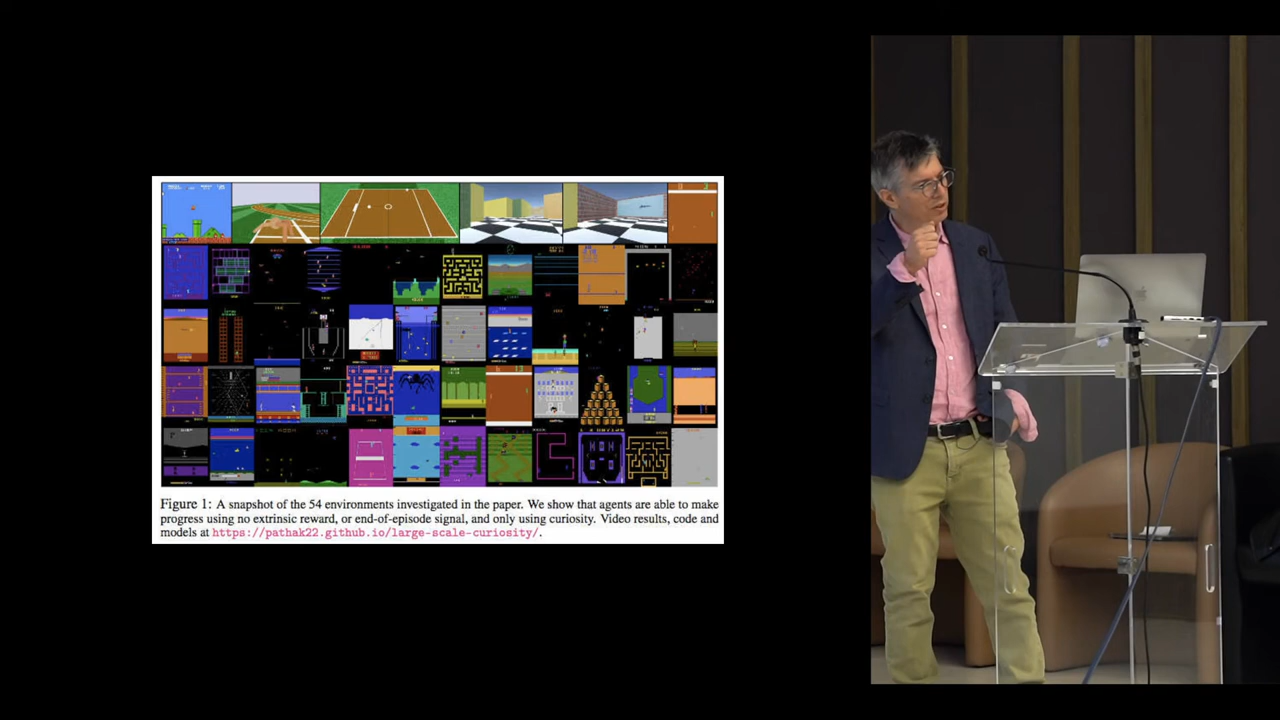 Figure 1: A snapshot of the 54 environments investigated in the paper. We show that agents are able to make
progress using no extrinsic reward, or end-of-episode signal, and only using curiosity. Video results, code and
models at https://pathak22.github.io/large-scale-curiosity/.